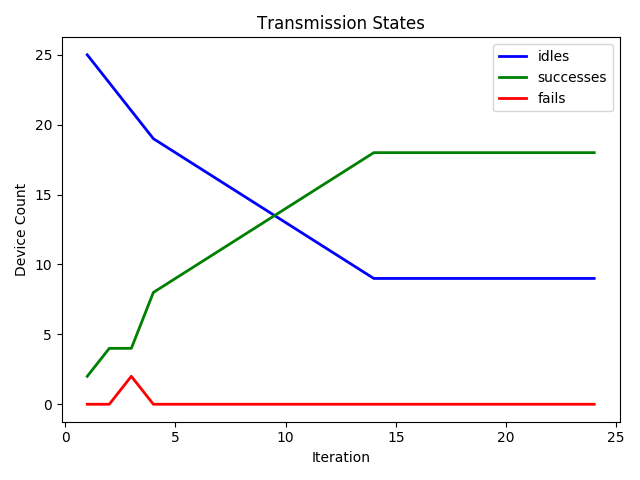 Transmission States
idles
successes
fails
Device Count
25
20
15
10
5
0
0 5 10 15 20 25
Iteration